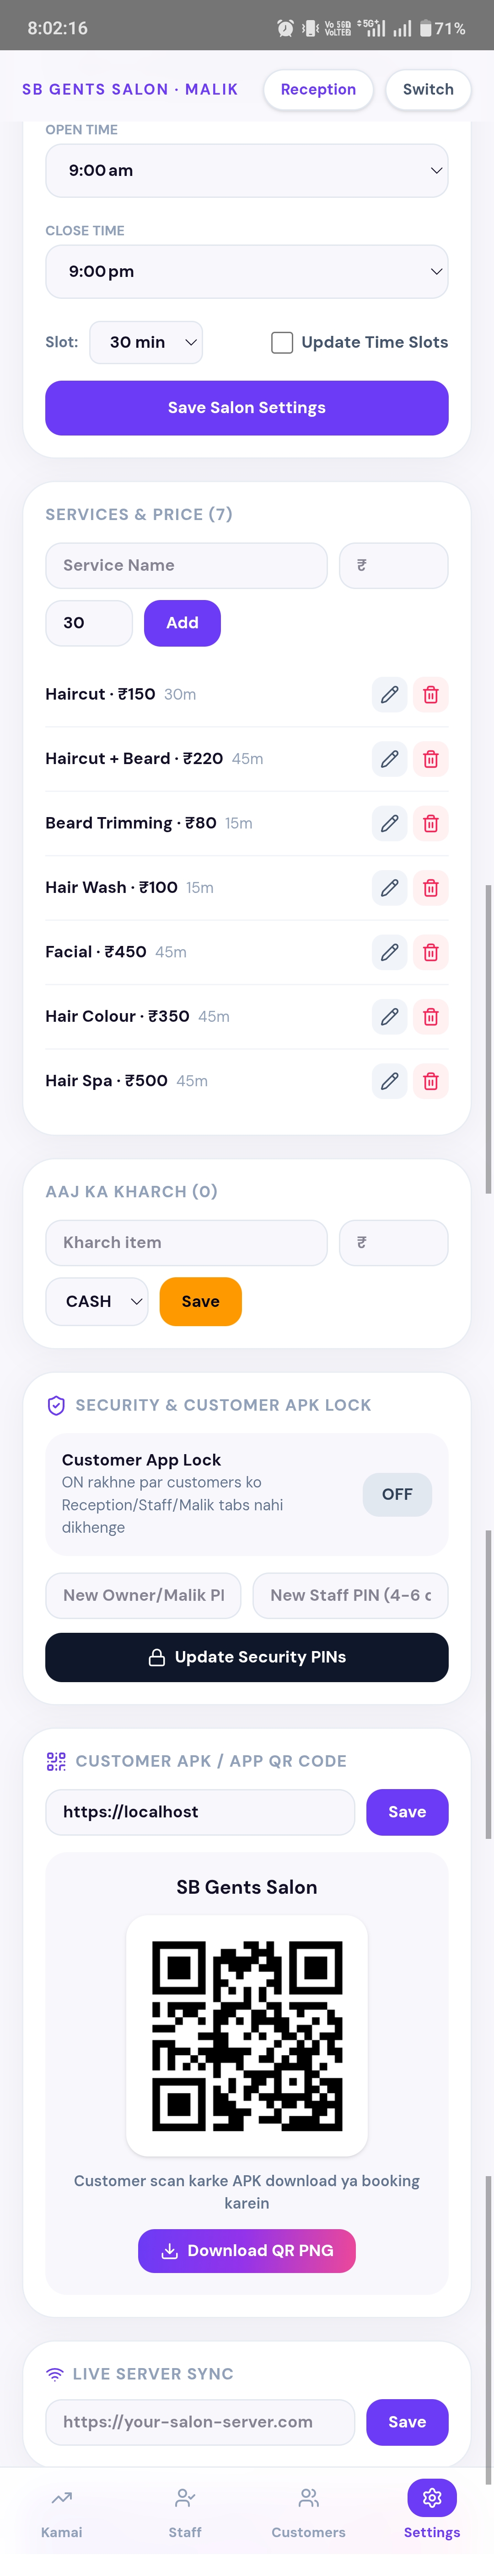 8:02:16
Vo 5GD
VoLTED
5G+
71%
SB GENTS SALON · MALIK
Reception
Switch
OPEN TIME
9:00 am
CLOSE TIME
9:00 pm
Slot:
30 min
Update Time Slots
Save Salon Settings
SERVICES & PRICE (7)
Service Name
₹
30
Add
Haircut · ₹150 30m
Haircut + Beard · ₹220 45m
Beard Trimming · ₹80 15m
Hair Wash · ₹100 15m
Facial · ₹450 45m
Hair Colour · ₹350 45m
Hair Spa · ₹500 45m
AAJ KA KHARCH (0)
Kharch item
₹
CASH
Save
SECURITY & CUSTOMER APK LOCK
Customer App Lock
ON rakhne par customers ko
Reception/Staff/Malik tabs nahi
dikhenge
OFF
New Owner/Malik PI
New Staff PIN (4-6 c
Update Security PINs
CUSTOMER APK / APP QR CODE
https://localhost
Save
SB Gents Salon
Customer scan karke APK download ya booking
karein
Download QR PNG
LIVE SERVER SYNC
https://your-salon-server.com
Save
Kamai
Staff
Customers
Settings